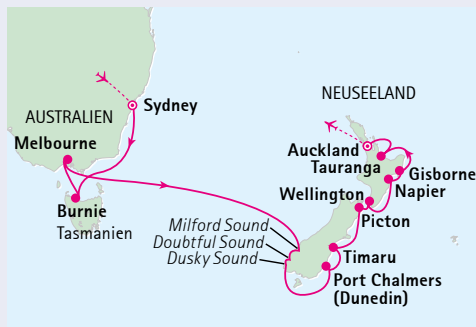 Sydney
NEUSEELAND
AUSTRALIEN
Melbourne
Auckland
Tauranga
Gisborne
Napier
Wellington
Burnie
Tasmanien
Picton
Milford Sound
Doubtful Sound
Dusky Sound
Timaru
Port Chalmers
(Dunedin)